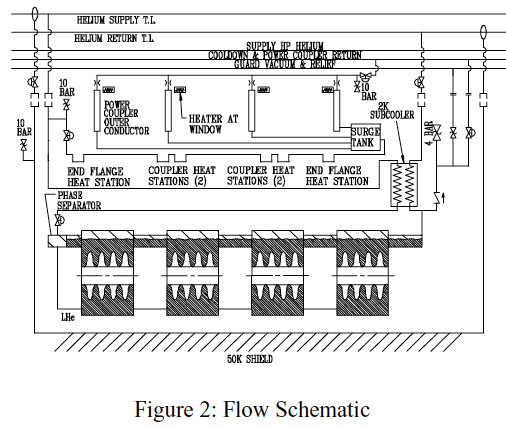 HELIUM SUPPLY T.L.
HELIUM RETURN T.L.
SUPPLY HP HELIUM
COOLDOWN & POWER COUPLER RETURN
GUARD VACUUM & RELIEF
10
BAR
10
BAR
POWER
COUPLER
OUTER
CONDUCTOR
HEATER AT
WINDOW
2K
SUBCOOLER
10
BAR
4 BAR
SURGE
TANK
END FLANGE
HEAT STATION
COUPLER HEAT
STATIONS (2)
COUPLER HEAT
STATIONS (2)
END FLANGE
HEAT STATION
PHASE
SEPARATOR
LHe
50K SHIELD
Figure 2: Flow Schematic